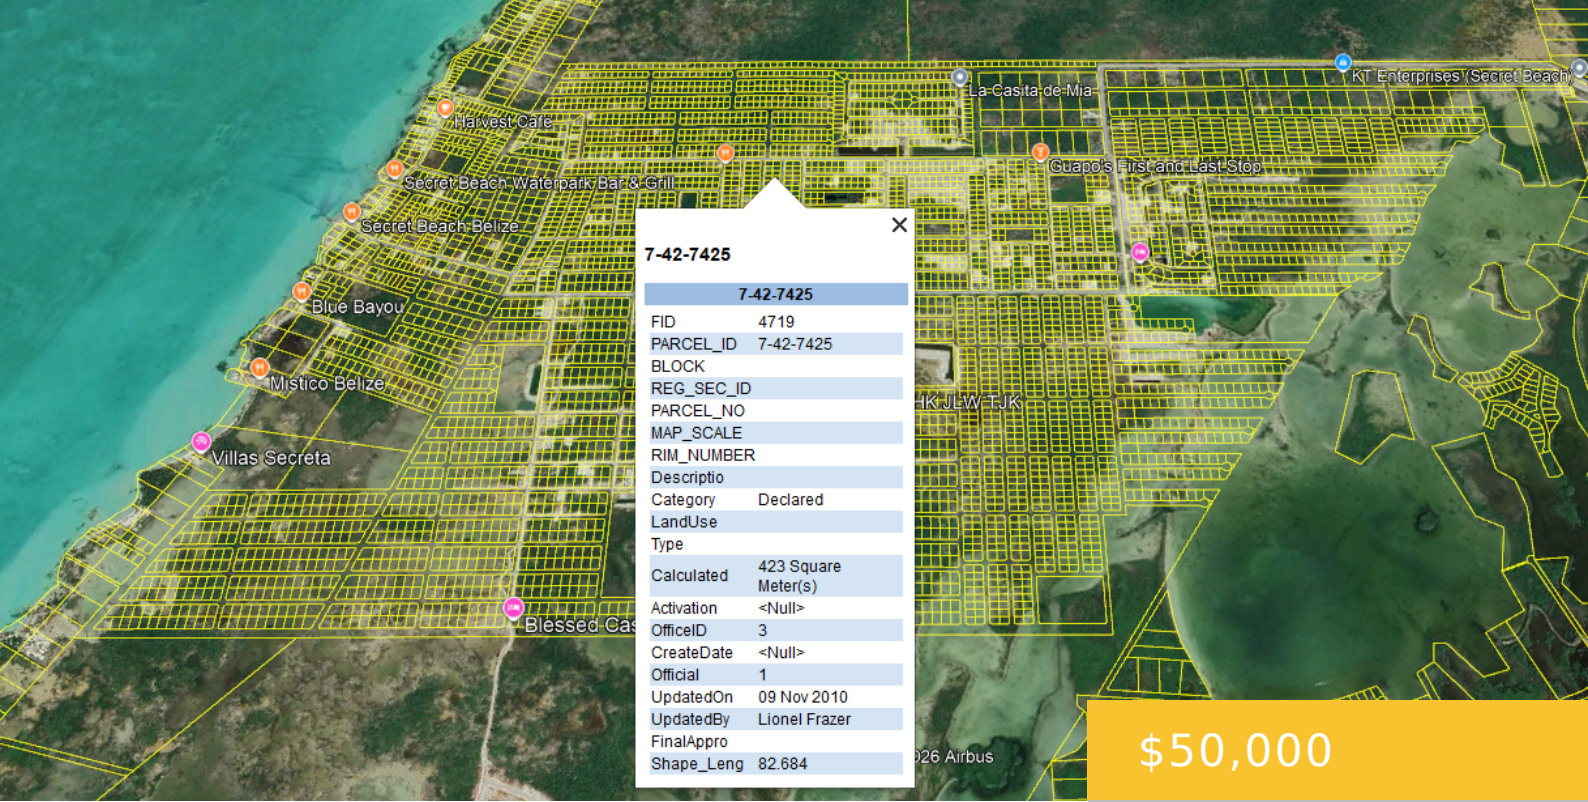 KT Enterprises (Secret Beach)
La Casita de Mia
Harvest Cafe
Guapo's First and Last Stop
Secret Beach Waterpark Bar & Grill
Secret Beach Belize
Blue Bayou
Mistico Belize
HK JLW TJK
Villas Secreta
Blessed Cas
7-42-7425
7-42-7425
FID 4719
PARCEL_ID 7-42-7425
BLOCK
REG_SEC_ID
PARCEL_NO
MAP_SCALE
RIM_NUMBER
Descriptio
Category Declared
LandUse
Type
Calculated 423 Square
Meter(s)
Activation <Null>
OfficeID 3
CreateDate <Null>
Official 1
UpdatedOn 09 Nov 2010
UpdatedBy Lionel Frazer
FinalAppro
Shape_Leng 82.684
026 Airbus
$50,000